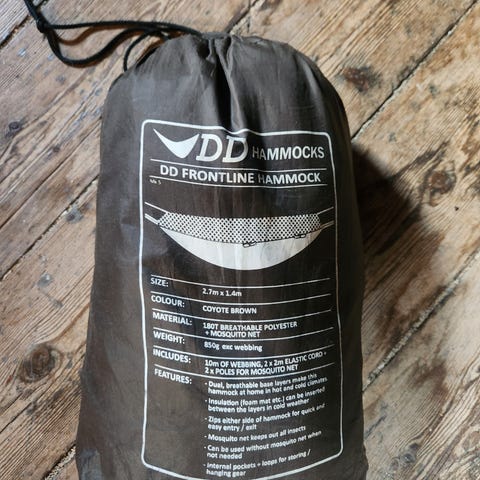 DD HAMMOCKS
DD FRONTLINE HAMMOCK
SIZE: 2.7m x 1.4m
COLOUR: COYOTE BROWN
MATERIAL: 180T BREATHABLE POLYESTER
+ MOSQUITO NET
WEIGHT: 850g exc webbing
INCLUDES: 10m OF WEBBING, 2 x 2m ELASTIC CORD +
2 x POLES FOR MOSQUITO NET
FEATURES: - Dual, breathable base layers make this
hammock at home in hot and cold climates
- Insulation (foam mat etc.) can be inserted
between the layers in cold weather
- Zips either side of hammock for quick and
easy entry / exit
- Mosquito net keeps out all insects
- Can be used without mosquito net when
not needed
- Internal pockets + loops for storing /
hanging gear